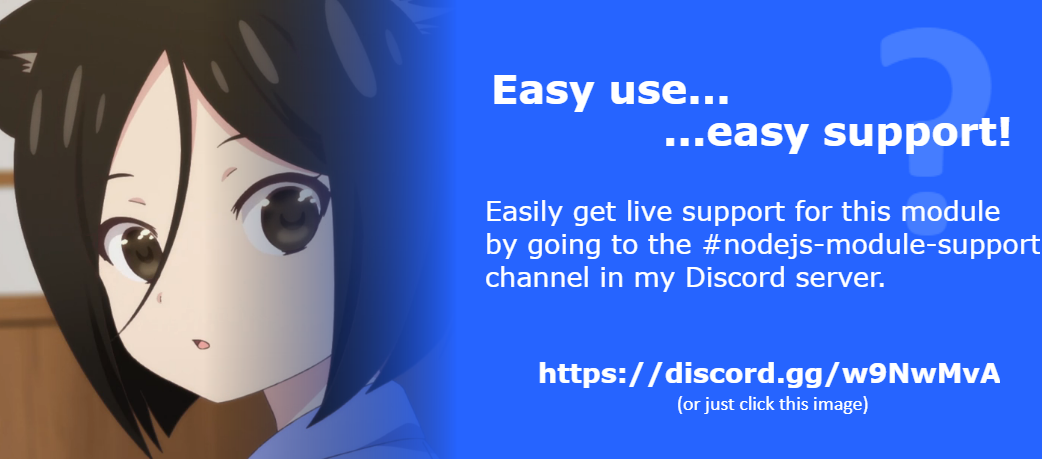 Easy use...
...easy support!
?
Easily get live support for this module
by going to the #nodejs-module-support
channel in my Discord server.
https://discord.gg/w9NwMvA
(or just click this image)